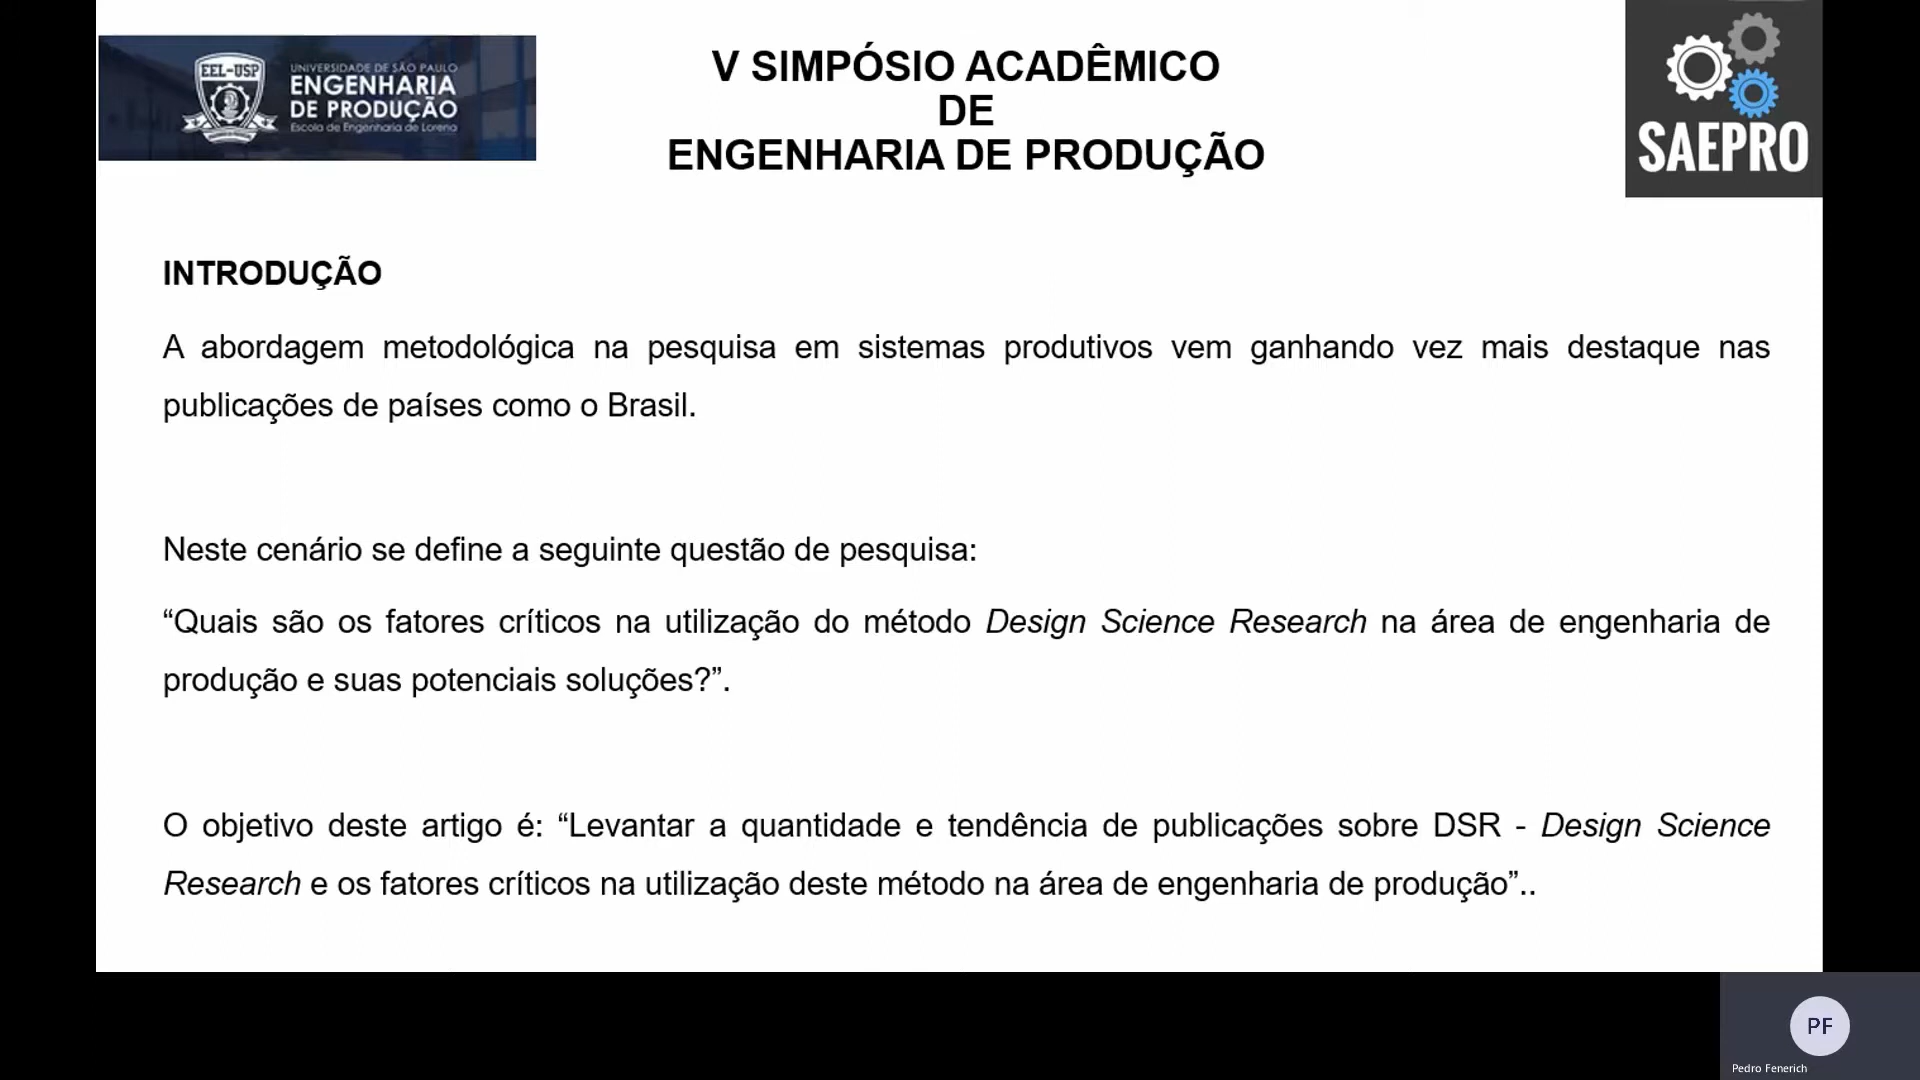 EEL-USP
UNIVERSIDADE DE SÃO PAULO
ENGENHARIA
DE PRODUÇÃO
Escola de Engenharia de Lorena
V SIMPÓSIO ACADÊMICO
DE
ENGENHARIA DE PRODUÇÃO
SAEPRO
INTRODUÇÃO
A abordagem metodológica na pesquisa em sistemas produtivos vem ganhando vez mais destaque nas
publicações de países como o Brasil.
Neste cenário se define a seguinte questão de pesquisa:
“Quais são os fatores críticos na utilização do método Design Science Research na área de engenharia de
produção e suas potenciais soluções?”.
O objetivo deste artigo é: “Levantar a quantidade e tendência de publicações sobre DSR - Design Science
Research e os fatores críticos na utilização deste método na área de engenharia de produção”..
PF
Pedro Fenerich